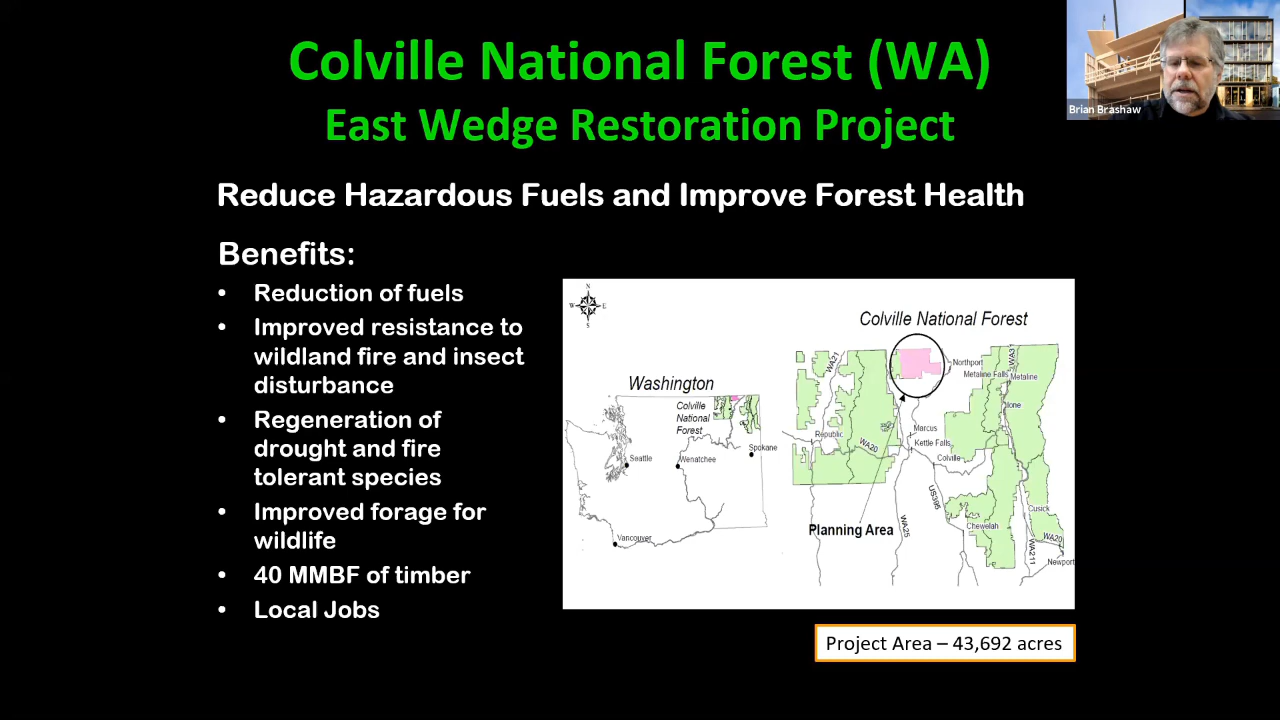 Colville National Forest (WA)
East Wedge Restoration Project
Brian Brashaw
Reduce Hazardous Fuels and Improve Forest Health
Benefits:
• Reduction of fuels
• Improved resistance to
wildland fire and insect
disturbance
• Regeneration of
drought and fire
tolerant species
• Improved forage for
wildlife
• 40 MMBF of timber
• Local Jobs
N
W E
S
Washington
Colville
National
Forest
Seattle
Wenatchee
Spokane
Vancouver
Colville National Forest
WA21
Northport
WA31
Metaline Falls
Metaline
Ione
Republic
WA20
Marcus
Kettle Falls
Colville
Planning Area
WA25
US395
Chewelah
Cusick
WA20
WA211
Newport
Project Area – 43,692 acres